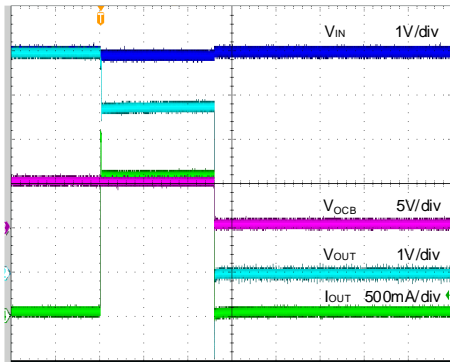 T
VIN 1V/div
VOCB 5V/div
VOUT 1V/div
IOUT 500mA/div